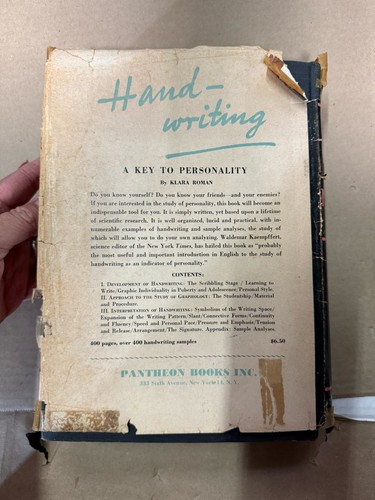 Hand-
writing
A KEY TO PERSONALITY
By KLARA ROMAN
Do you know yourself? Do you know your friends—and your enemies?
If you are interested in the study of personality, this book will become an
indispensable tool for you. It is simply written, yet based upon a lifetime
of scientific research. It is well organized, lucid and practical, with in-
numerable examples of handwriting and sample analyses, the study of
which will allow you to do your own analyzing. Waldemar Kaempffert,
science editor of the New York Times, has hailed this book as "probably
the most useful and important introduction in English to the study of
handwriting as an indicator of personality."
CONTENTS:
I. DEVELOPMENT OF HANDWRITING: The Scribbling Stage / Learning to
Write/Graphic Individuality in Puberty and Adolescence/Personal Style.
II. APPROACH TO THE STUDY OF GRAPHOLOGY: The Studentship/Material
and Procedure.
III. INTERPRETATION OF HANDWRITING: Symbolism of the Writing Space/
Expansion of the Writing Pattern/Slant/Connective Forms/Continuity
and Fluency/Speed and Personal Pace/Pressure and Emphasis/Tension
and Release/Arrangement/The Signature. Appendix: Sample Analyses.
400 pages, over 400 handwriting samples $6.50
PANTHEON BOOKS INC.
333 Sixth Avenue, New York 14, N. Y.